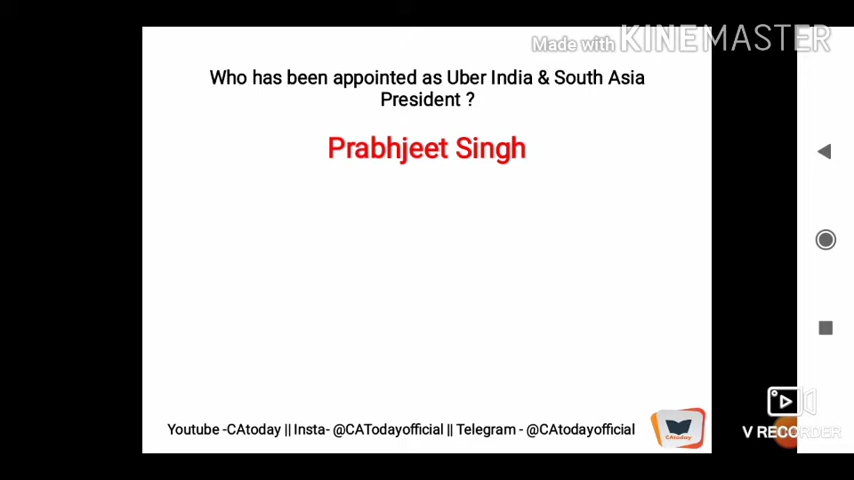 Made with KINEMASTER
Who has been appointed as Uber India & South Asia
President ?
Prabhjeet Singh
Youtube -CAtoday || Insta- @CATodayofficial || Telegram - @CAtodayofficial
CAtoday
V RECORDER